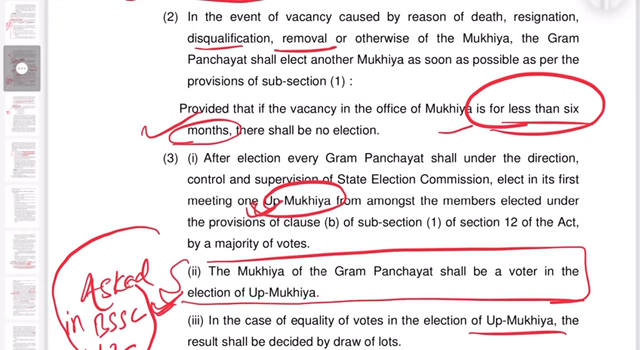 (2) In the event of vacancy caused by reason of death, resignation,
disqualification, removal or otherwise of the Mukhiya, the Gram
Panchayat shall elect another Mukhiya as soon as possible as per the
provisions of sub-section (1) :
Provided that if the vacancy in the office of Mukhiya is for less than six
months, there shall be no election.
(3) (i) After election every Gram Panchayat shall under the direction,
control and supervision of State Election Commission, elect in its first
meeting one Up-Mukhiya from amongst the members elected under
the provisions of clause (b) of sub-section (1) of section 12 of the Act,
by a majority of votes.
(ii) The Mukhiya of the Gram Panchayat shall be a voter in the
election of Up-Mukhiya.
(iii) In the case of equality of votes in the election of Up-Mukhiya, the
result shall be decided by draw of lots.
Asked
in BSSC